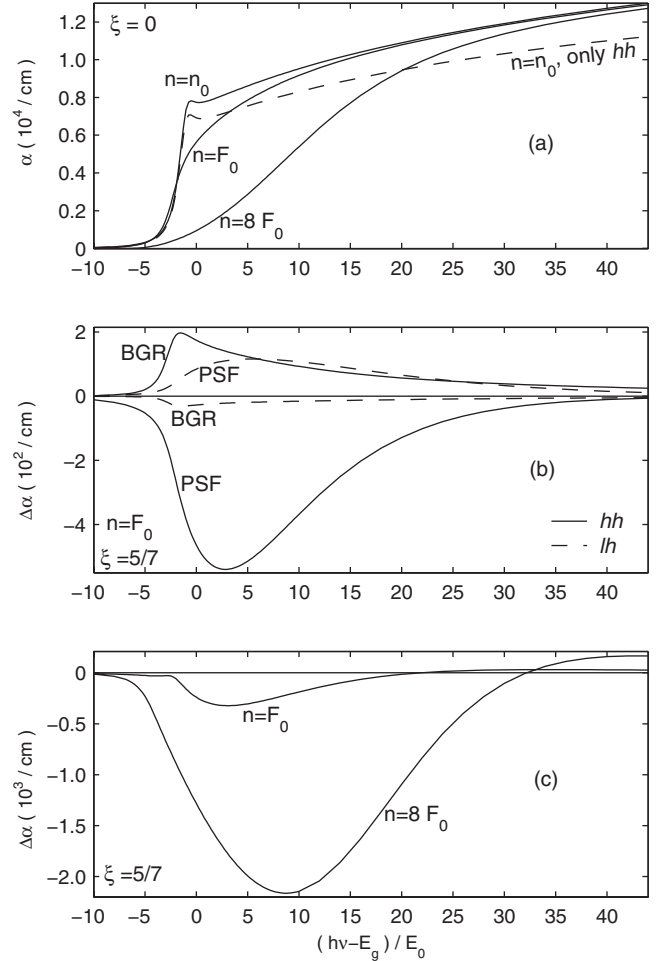 ξ = 0
n=n₀
n=n₀, only hh
n=F₀
n=8 F₀
(a)
α ( 10⁴ / cm )
1.2
1.0
0.8
0.6
0.4
0.2
0
−10 −5 0 5 10 15 20 25 30 35 40
BGR
PSF
BGR
PSF
(b)
n=F₀
ξ =5/7
hh
lh
Δα ( 10² / cm )
2
0
−2
−4
−10 −5 0 5 10 15 20 25 30 35 40
n=F₀
n=8 F₀
(c)
ξ =5/7
Δα ( 10³ / cm )
0
−0.5
−1.0
−1.5
−2.0
−10 −5 0 5 10 15 20 25 30 35 40
( hν−E_g ) / E₀